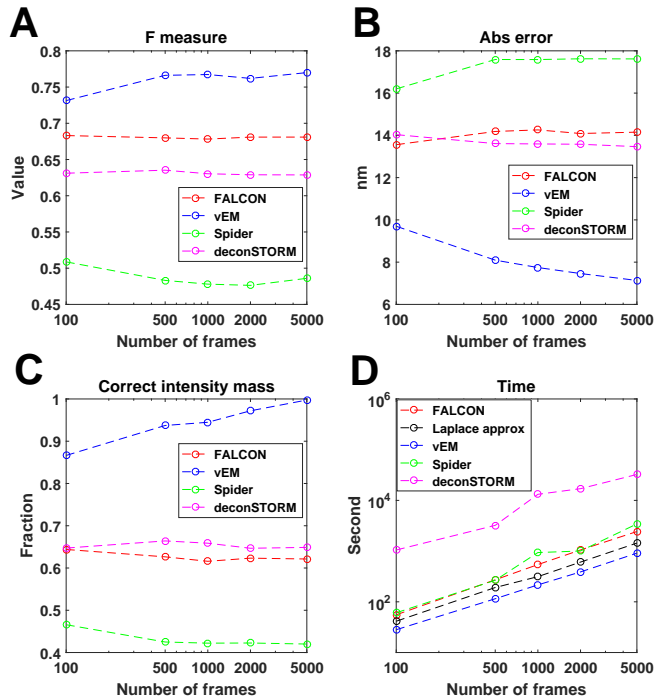 A
F measure
0.8
0.75
0.7
0.65
0.6
0.55
0.5
0.45
Value
FALCON
vEM
Spider
deconSTORM
100 500 1000 2000 5000
Number of frames
B
Abs error
18
16
14
12
10
8
6
nm
FALCON
vEM
Spider
deconSTORM
100 500 1000 2000 5000
Number of frames
C
Correct intensity mass
1
0.9
0.8
0.7
0.6
0.5
0.4
Fraction
FALCON
vEM
Spider
deconSTORM
100 500 1000 2000 5000
Number of frames
D
Time
10^6
10^4
10^2
Second
FALCON
Laplace approx
vEM
Spider
deconSTORM
100 500 1000 2000 5000
Number of frames